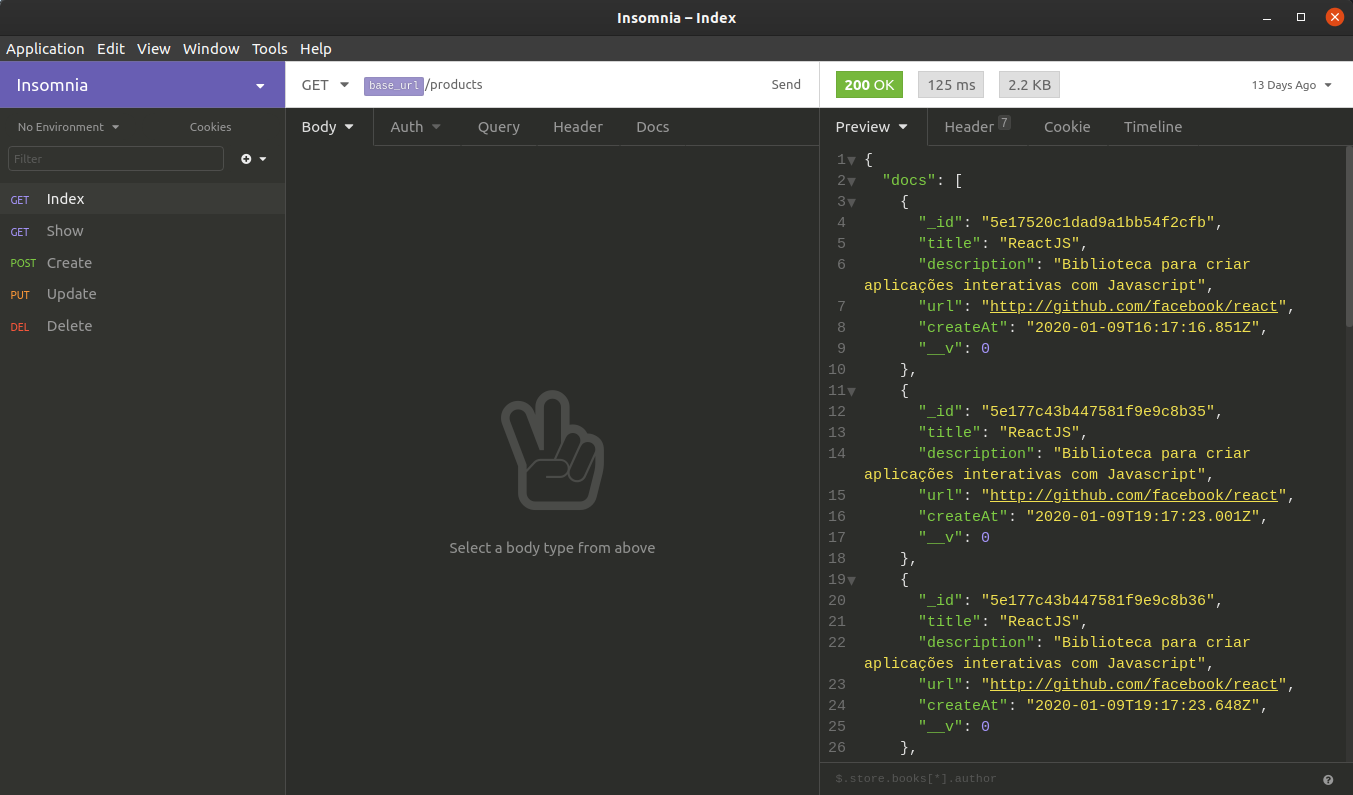 Insomnia – Index
Application Edit View Window Tools Help
Insomnia
GET base_url/products Send
200 OK 125 ms 2.2 KB 13 Days Ago
No Environment Cookies
Filter
GET Index
GET Show
POST Create
PUT Update
DEL Delete
Body Auth Query Header Docs
Select a body type from above
Preview Header 7 Cookie Timeline
1 {
2 "docs": [
3 {
4 "_id": "5e17520c1dad9a1bb54f2cfb",
5 "title": "ReactJS",
6 "description": "Biblioteca para criar
aplicações interativas com Javascript",
7 "url": "http://github.com/facebook/react",
8 "createAt": "2020-01-09T16:17:16.851Z",
9 "__v": 0
10 },
11 {
12 "_id": "5e177c43b447581f9e9c8b35",
13 "title": "ReactJS",
14 "description": "Biblioteca para criar
aplicações interativas com Javascript",
15 "url": "http://github.com/facebook/react",
16 "createAt": "2020-01-09T19:17:23.001Z",
17 "__v": 0
18 },
19 {
20 "_id": "5e177c43b447581f9e9c8b36",
21 "title": "ReactJS",
22 "description": "Biblioteca para criar
aplicações interativas com Javascript",
23 "url": "http://github.com/facebook/react",
24 "createAt": "2020-01-09T19:17:23.648Z",
25 "__v": 0
26 },
$.store.books[*].author